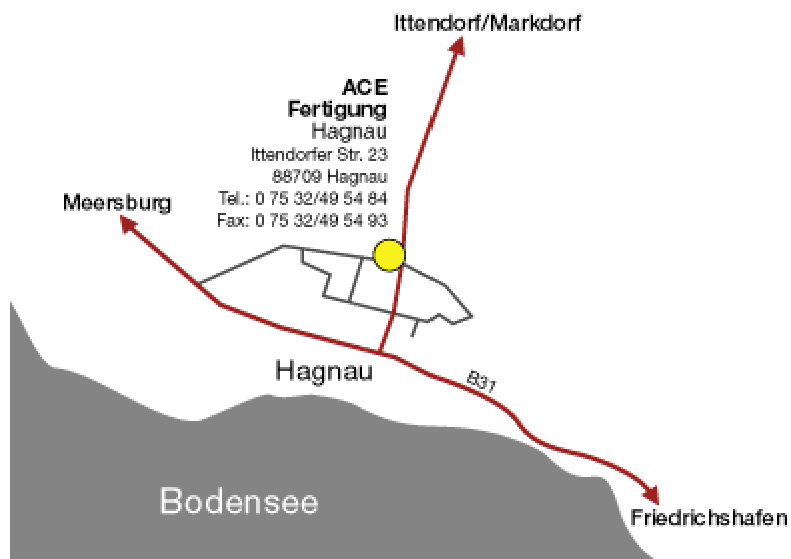 Ittendorf/Markdorf
ACE
Fertigung
Hagnau
Ittendorfer Str. 23
88709 Hagnau
Tel.: 0 75 32/49 54 84
Fax: 0 75 32/49 54 93
Meersburg
Hagnau
B31
Bodensee
Friedrichshafen